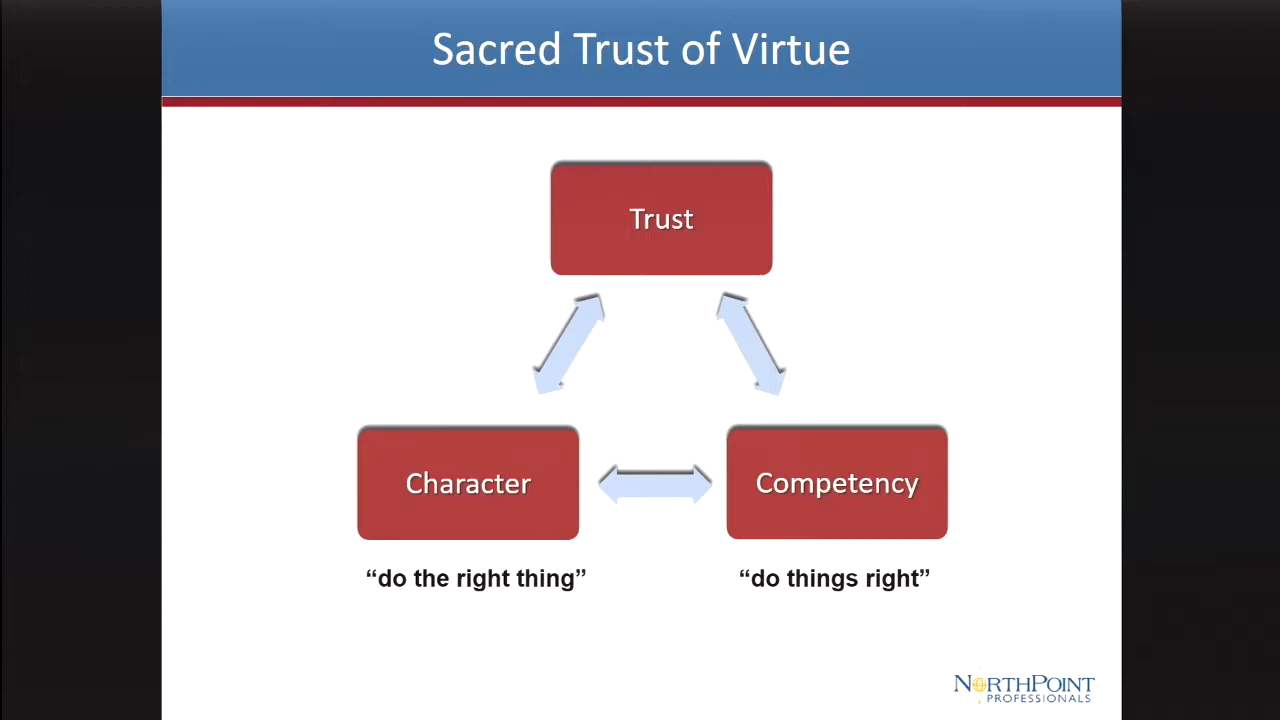 Sacred Trust of Virtue
Trust
Character
Competency
“do the right thing”
“do things right”
NORTHPOINT
PROFESSIONALS